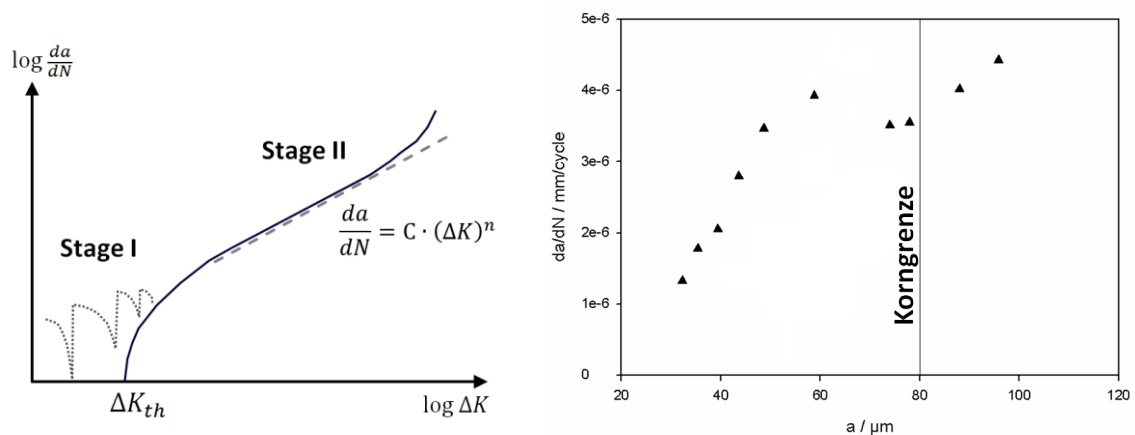 log da/dN
Stage II
da/dN = C · (ΔK)ⁿ
Stage I
ΔKth
log ΔK
5e-6
4e-6
3e-6
2e-6
1e-6
0
da/dN / mm/cycle
Korngrenze
20 40 60 80 100 120
a / µm